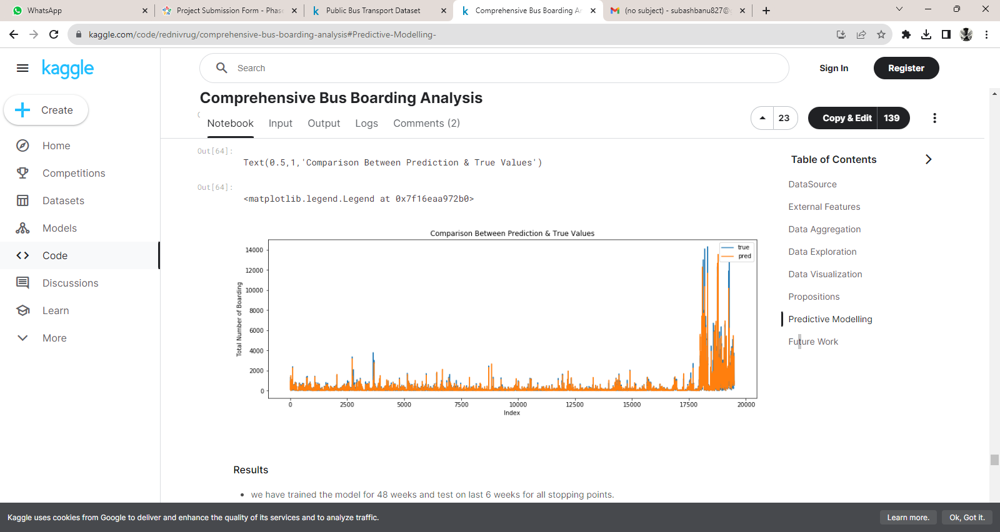 WhatsApp
Project Submission Form - Phase
Public Bus Transport Dataset
Comprehensive Bus Boarding An
(no subject) - subashbanu827@g
kaggle.com/code/rednivrug/comprehensive-bus-boarding-analysis#Predictive-Modelling-
kaggle
Search
Sign In
Register
Create
Home
Competitions
Datasets
Models
Code
Discussions
Learn
More
Comprehensive Bus Boarding Analysis
Notebook
Input
Output
Logs
Comments (2)
23
Copy & Edit
139
Out[64]:
Text(0.5,1,'Comparison Between Prediction & True Values')
Out[64]:
<matplotlib.legend.Legend at 0x7f16eaa972b0>
Comparison Between Prediction & True Values
true
pred
Total Number of Boarding
14000
12000
10000
8000
6000
4000
2000
0
0 2500 5000 7500 10000 12500 15000 17500 20000
Index
Results
• we have trained the model for 48 weeks and test on last 6 weeks for all stopping points.
Table of Contents
DataSource
External Features
Data Aggregation
Data Exploration
Data Visualization
Propositions
Predictive Modelling
Future Work
Kaggle uses cookies from Google to deliver and enhance the quality of its services and to analyze traffic.
Learn more.
Ok, Got it.